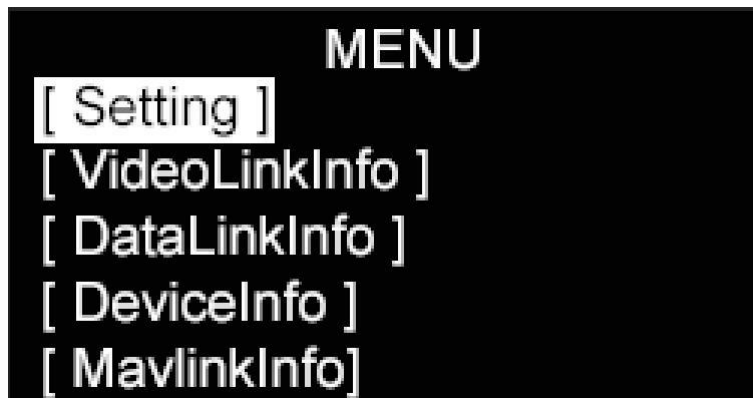 MENU
[ Setting ]
[ VideoLinkInfo ]
[ DataLinkInfo ]
[ DeviceInfo ]
[ MavlinkInfo]